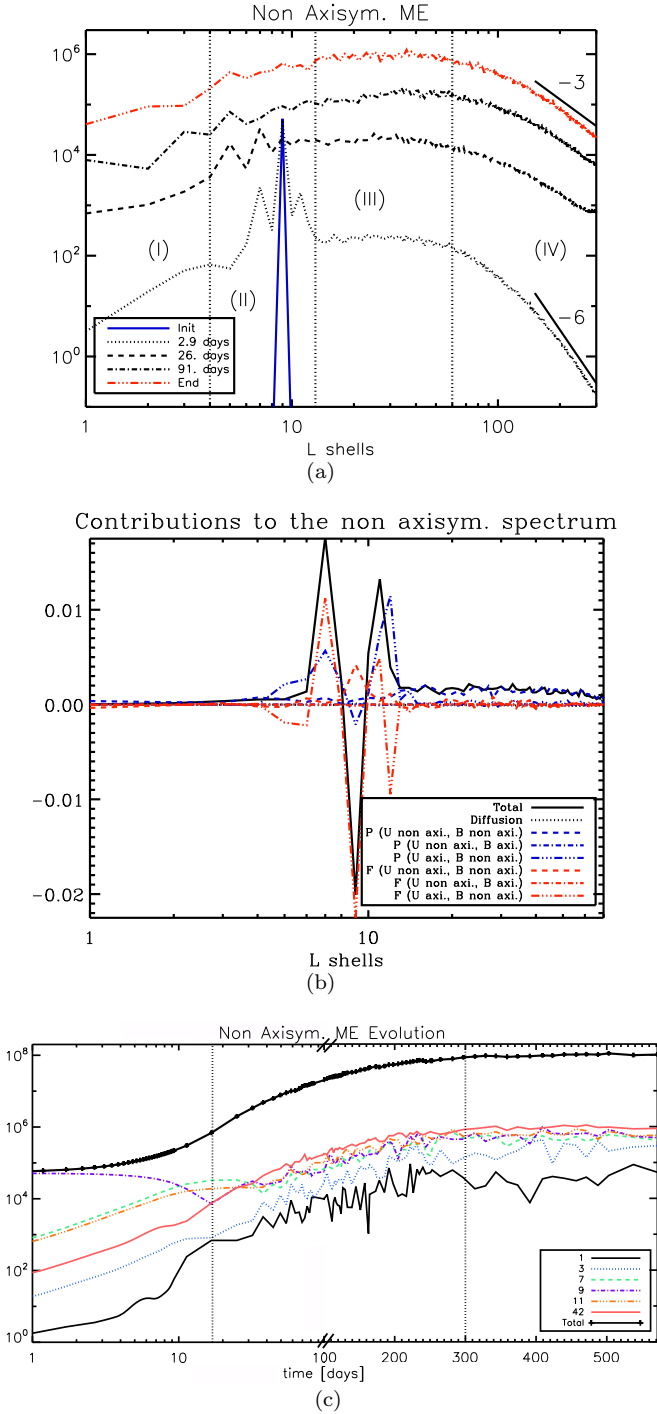 Non Axisym. ME
10^6
10^4
10^2
10^0
−3
−6
(I)
(II)
(III)
(IV)
Init
2.9 days
26. days
91. days
End
1
10
100
L shells
(a)
Contributions to the non axisym. spectrum
0.01
0.00
−0.01
−0.02
Total
Diffusion
P (U non axi., B non axi.)
P (U non axi., B axi.)
P (U axi., B non axi.)
F (U non axi., B non axi.)
F (U non axi., B axi.)
F (U axi., B non axi.)
1
10
L shells
(b)
Non Axisym. ME Evolution
10^8
10^6
10^4
10^2
10^0
1
3
7
9
11
42
Total
1
10
100
200
300
400
500
time [days]
(c)